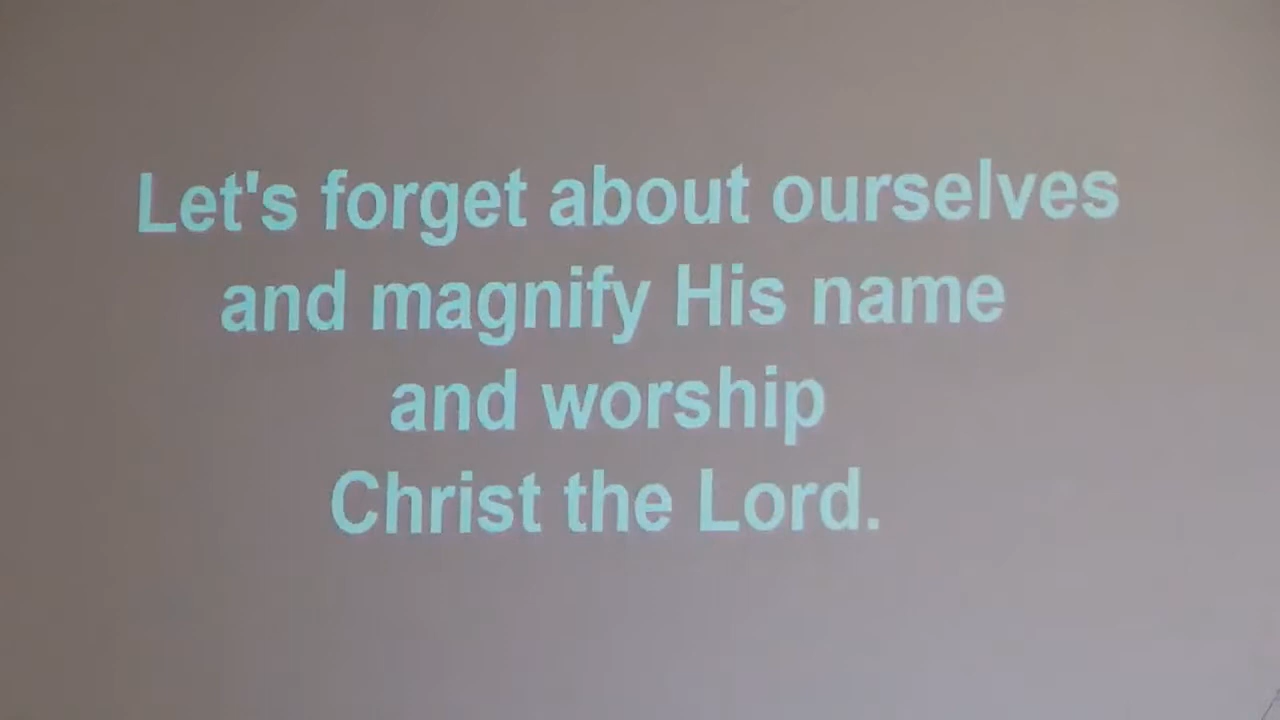 Let's forget about ourselves
and magnify His name
and worship
Christ the Lord.